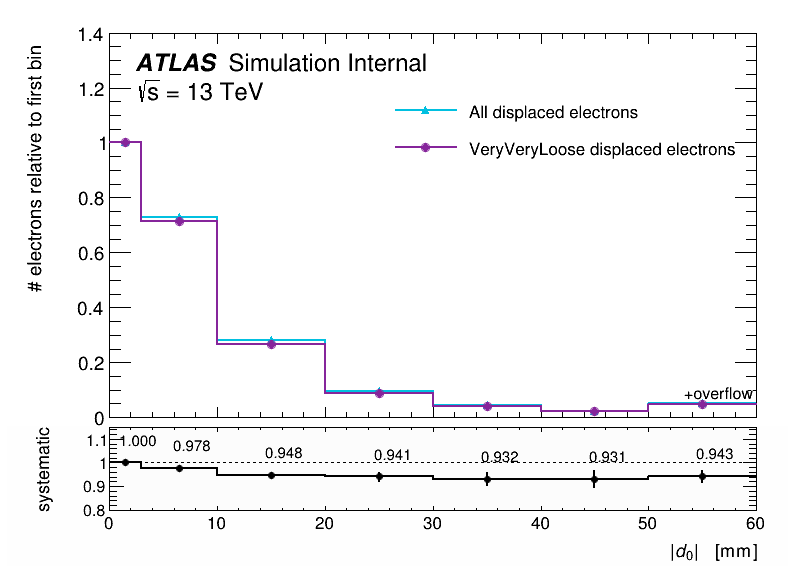 # electrons relative to first bin
1.4
1.2
1
0.8
0.6
0.4
0.2
0
ATLAS Simulation Internal
√s = 13 TeV
All displaced electrons
VeryVeryLoose displaced electrons
+overflow
systematic
1.1
1
0.9
0.8
1.000 0.978 0.948 0.941 0.932 0.931 0.943
0 10 20 30 40 50 60
|d₀| [mm]